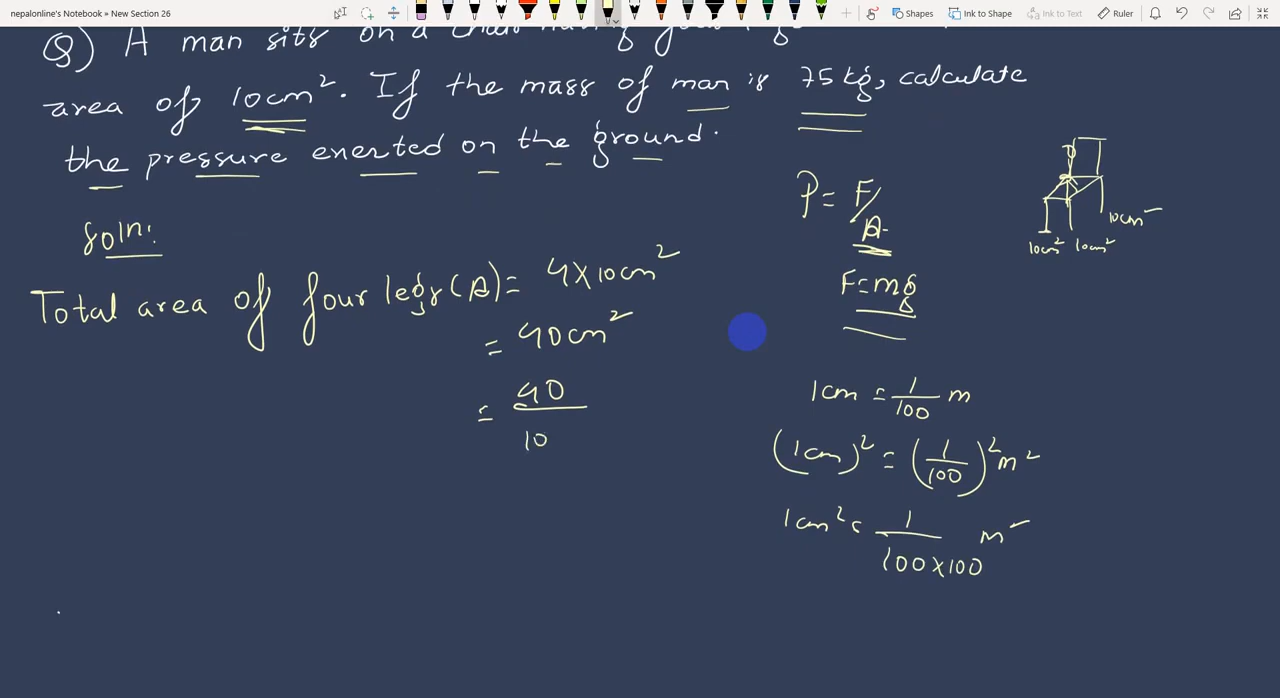 nepalonline's Notebook » New Section 26
Shapes Ink to Shape Ink to Text Ruler
Q) A man sits on a chair having four legs
area of 10cm². If the mass of man is 75kg, calculate
the pressure exerted on the ground.
Soln:
Total area of four legs (A) = 4×10cm²
= 40cm²
= 40
10
P = F/A
F=mg
10cm²
10cm² 10cm²
1cm = 1/100 m
(1cm)² = (1/100)² m²
1cm² = 1/100×100 m²